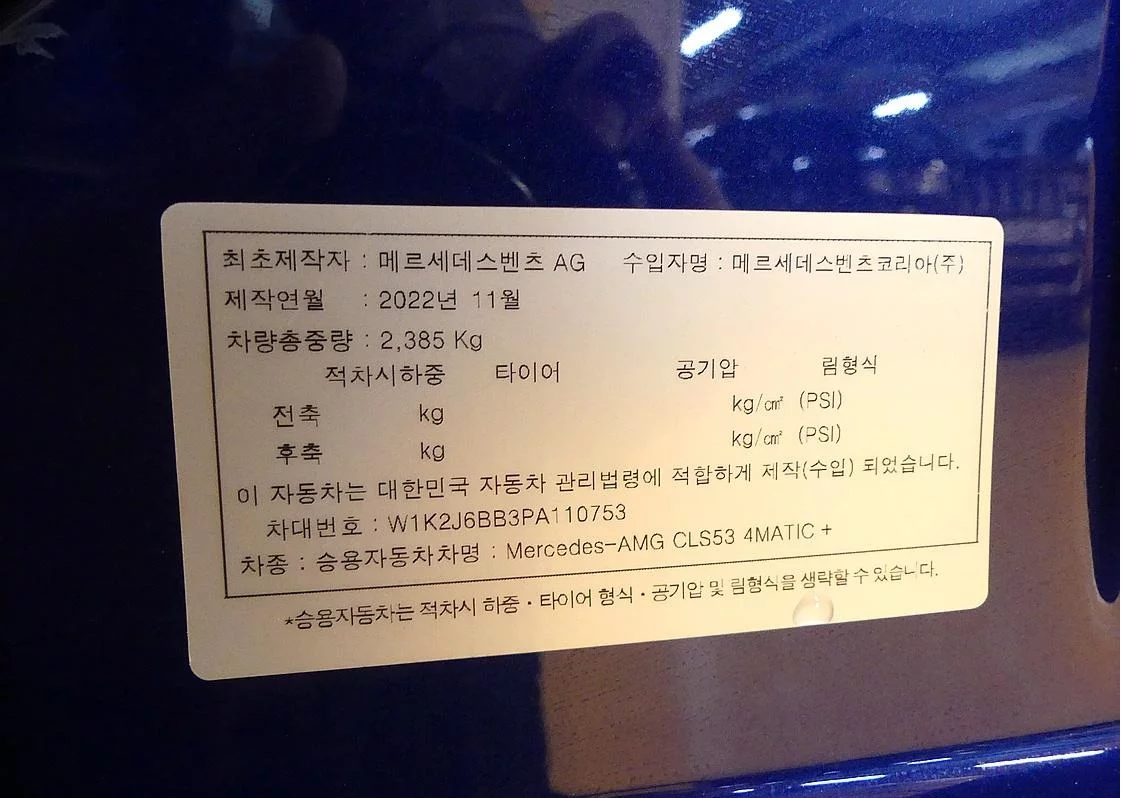 최초제작자 : 메르세데스벤츠 AG 수입자명 : 메르세데스벤츠코리아(주)
제작연월 : 2022년 11월
차량총중량 : 2,385 Kg
적차시하중 타이어 공기압 림형식
전축 kg kg/㎠ (PSI)
후축 kg kg/㎠ (PSI)
이 자동차는 대한민국 자동차 관리법령에 적합하게 제작(수입) 되었습니다.
차대번호 : W1K2J6BB3PA110753
차종 : 승용자동차차명 : Mercedes-AMG CLS53 4MATIC +
*승용자동차는 적차시 하중·타이어 형식·공기압 및 림형식을 생략할 수 있습니다.